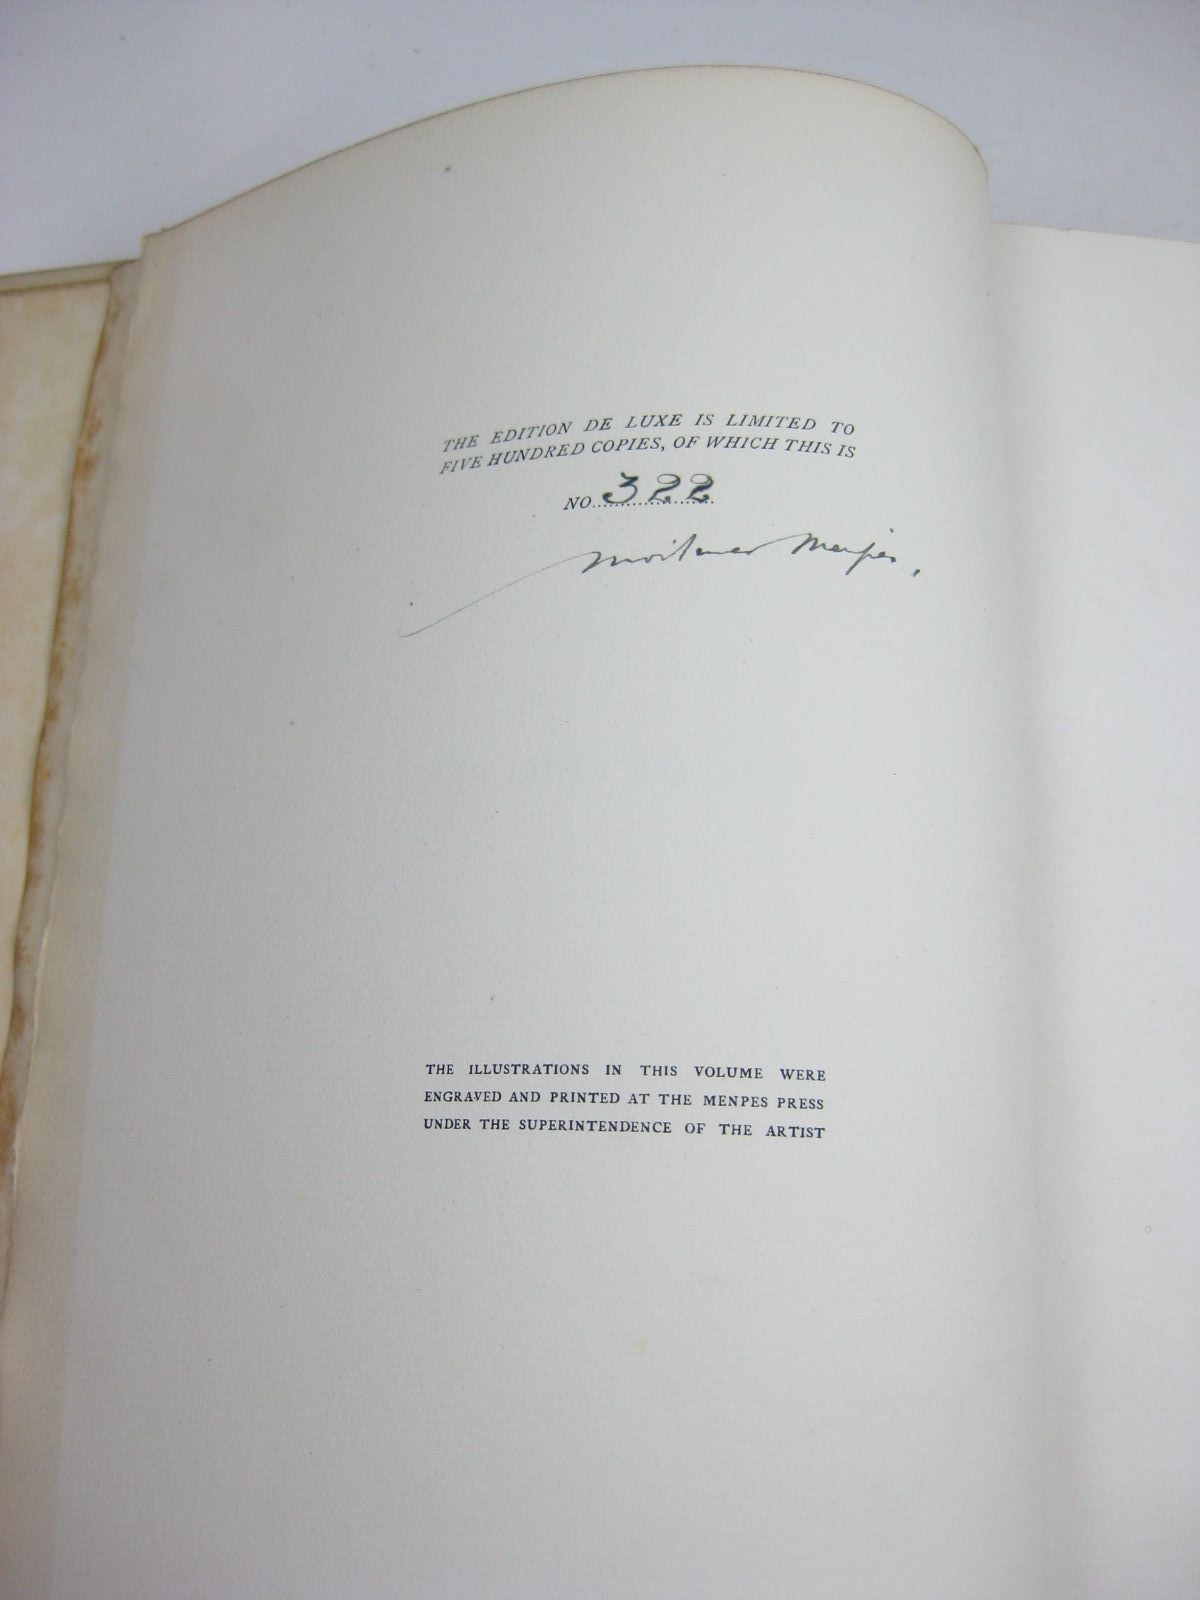 THE EDITION DE LUXE IS LIMITED TO
FIVE HUNDRED COPIES, OF WHICH THIS IS
NO. 322
Mortimer Menpes.
THE ILLUSTRATIONS IN THIS VOLUME WERE
ENGRAVED AND PRINTED AT THE MENPES PRESS
UNDER THE SUPERINTENDENCE OF THE ARTIST